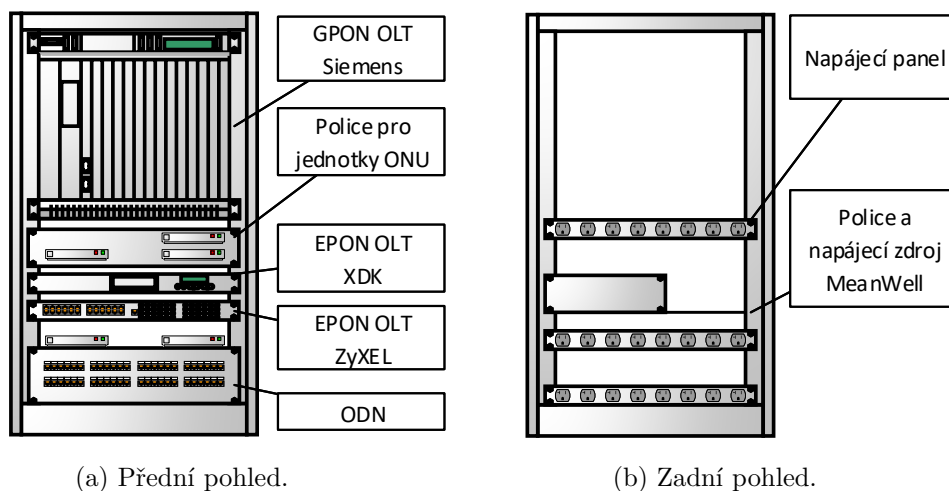 GPON OLT
Siemens
Police pro
jednotky ONU
EPON OLT
XDK
EPON OLT
ZyXEL
ODN
Napájecí panel
Police a
napájecí zdroj
MeanWell
(a) Přední pohled.
(b) Zadní pohled.